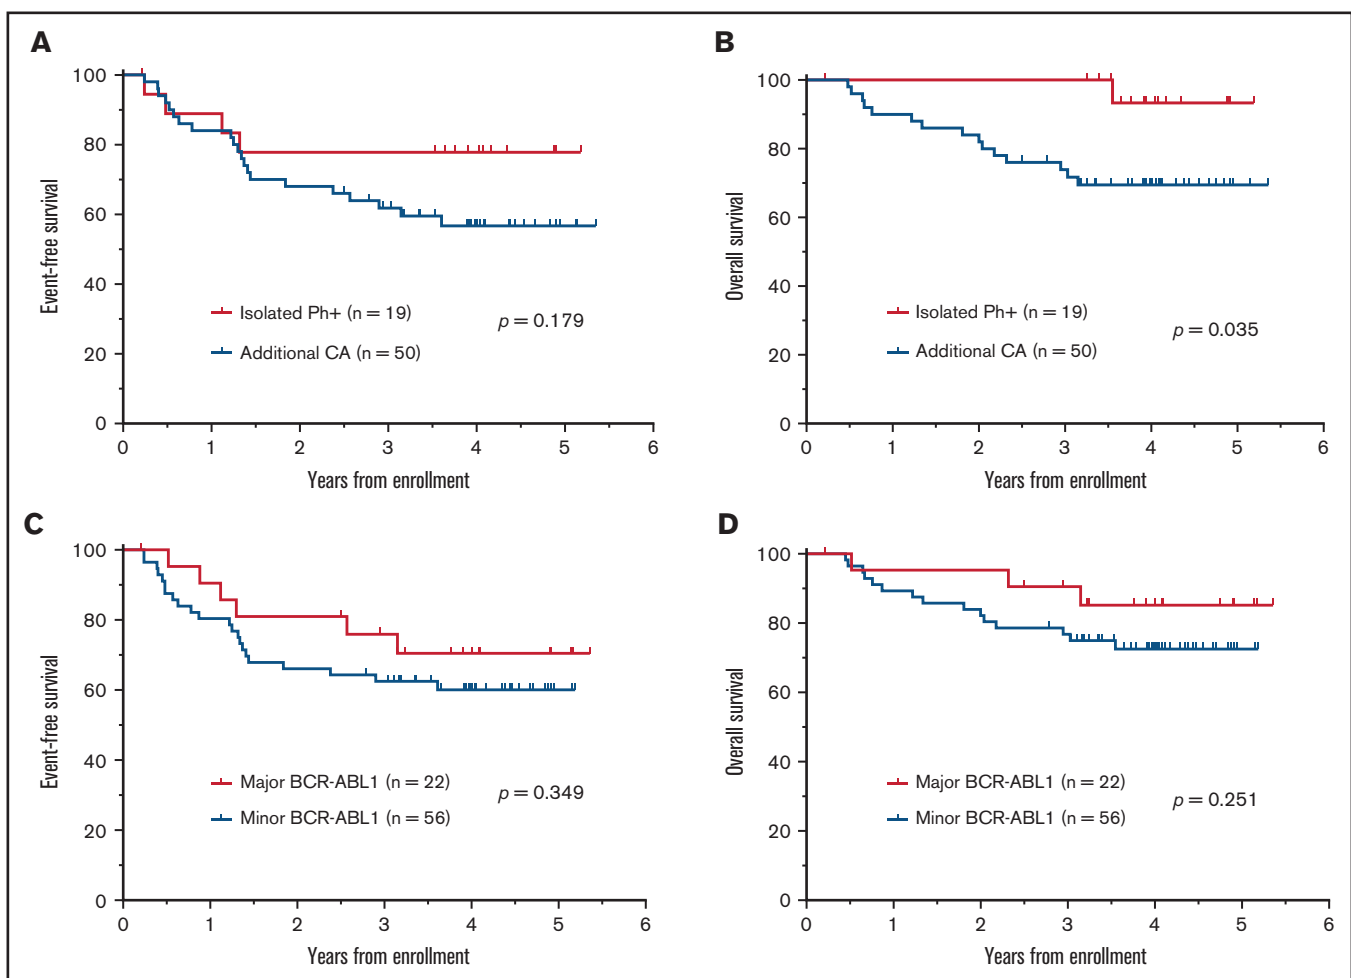 A
100
80
60
40
20
0
Event-free survival
Isolated Ph+ (n = 19)
Additional CA (n = 50)
p = 0.179
0 1 2 3 4 5 6
Years from enrollment
B
100
80
60
40
20
0
Overall survival
Isolated Ph+ (n = 19)
Additional CA (n = 50)
p = 0.035
0 1 2 3 4 5 6
Years from enrollment
C
100
80
60
40
20
0
Event-free survival
Major BCR-ABL1 (n = 22)
Minor BCR-ABL1 (n = 56)
p = 0.349
0 1 2 3 4 5 6
Years from enrollment
D
100
80
60
40
20
0
Overall survival
Major BCR-ABL1 (n = 22)
Minor BCR-ABL1 (n = 56)
p = 0.251
0 1 2 3 4 5 6
Years from enrollment